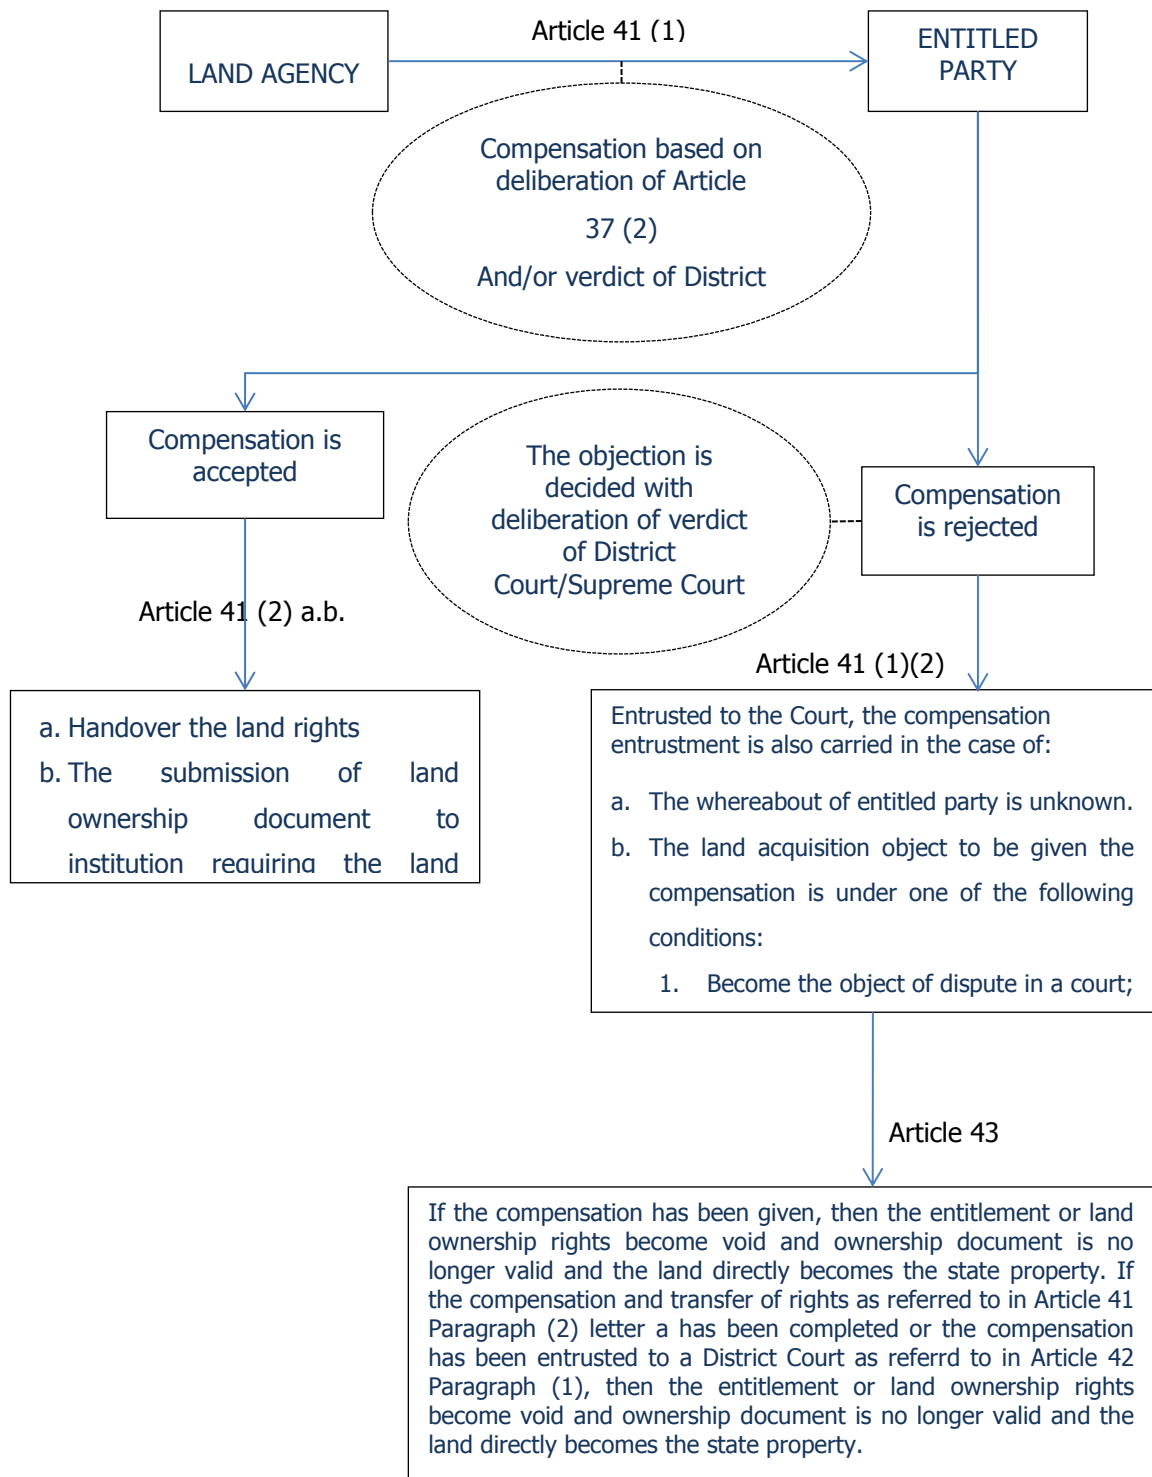 Article 41 (1)
LAND AGENCY
ENTITLED
PARTY
Compensation based on
deliberation of Article
37 (2)
And/or verdict of District
Compensation is
accepted
The objection is
decided with
deliberation of verdict
of District
Court/Supreme Court
Compensation
is rejected
Article 41 (2) a.b.
Article 41 (1)(2)
a. Handover the land rights
b. The submission of land
ownership document to
institution requiring the land
Entrusted to the Court, the compensation
entrustment is also carried in the case of:
a. The whereabout of entitled party is unknown.
b. The land acquisition object to be given the
compensation is under one of the following
conditions:
1. Become the object of dispute in a court;
Article 43
If the compensation has been given, then the entitlement or land
ownership rights become void and ownership document is no
longer valid and the land directly becomes the state property. If
the compensation and transfer of rights as referred to in Article 41
Paragraph (2) letter a has been completed or the compensation
has been entrusted to a District Court as referrd to in Article 42
Paragraph (1), then the entitlement or land ownership rights
become void and ownership document is no longer valid and the
land directly becomes the state property.